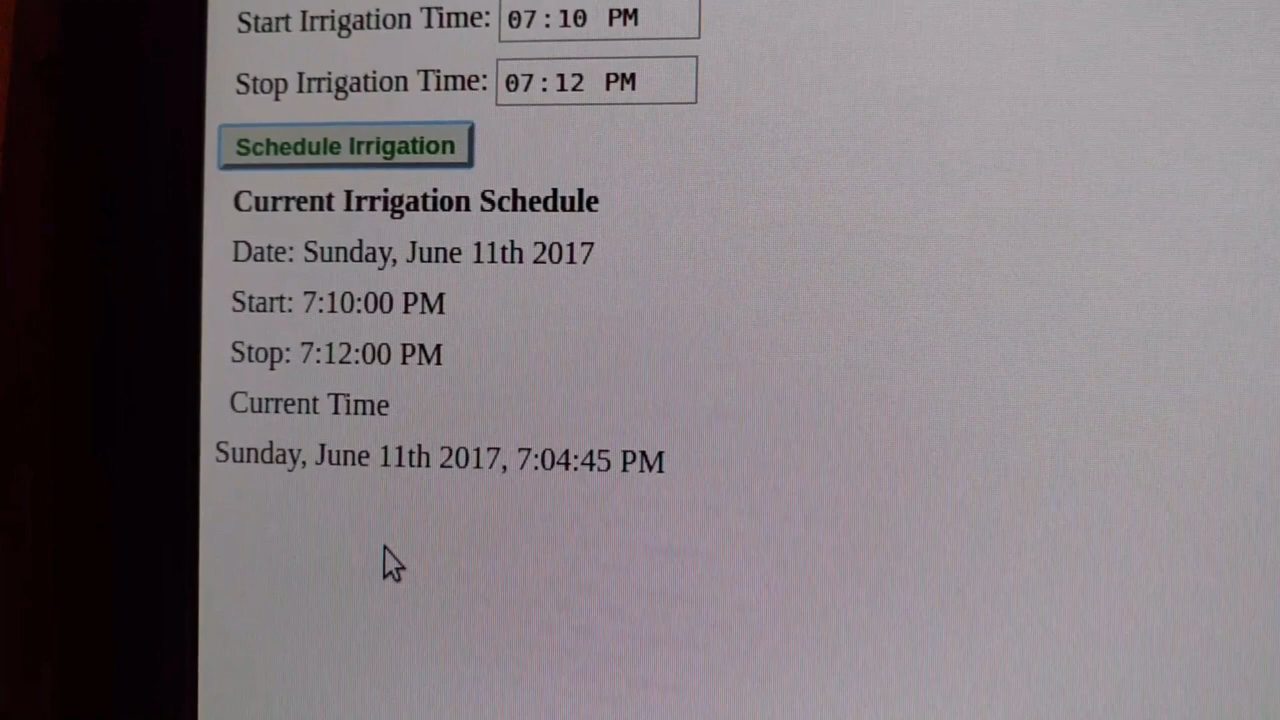 Start Irrigation Time: 07:10 PM
Stop Irrigation Time: 07:12 PM
Schedule Irrigation
Current Irrigation Schedule
Date: Sunday, June 11th 2017
Start: 7:10:00 PM
Stop: 7:12:00 PM
Current Time
Sunday, June 11th 2017, 7:04:45 PM